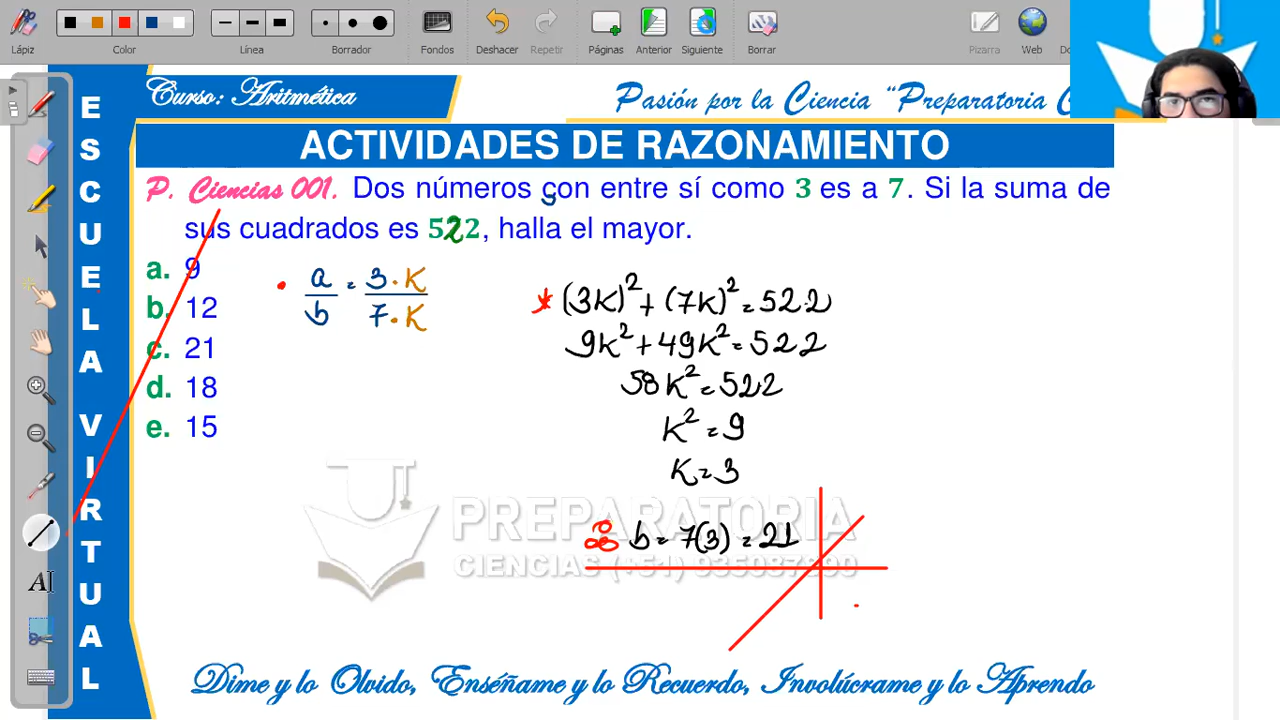 Lápiz Color Línea Borrador Fondos Deshacer Repetir Páginas Anterior Siguiente Borrar Pizarra Web
Curso: Aritmética
Pasión por la Ciencia “Preparatoria
ACTIVIDADES DE RAZONAMIENTO
P. Ciencias 001. Dos números son entre sí como 3 es a 7. Si la suma de
sus cuadrados es 522, halla el mayor.
a. 9
b. 12
c. 21
d. 18
e. 15
a/b = 3·K/7·K
(3K)²+(7K)²=522
9K²+49K²=522
58K²=522
K²=9
K=3
b=7(3)=21
PREPARATORIA
CIENCIAS (+51) 935087900
ESCUELA
VIRTUAL
Dime y lo Olvido, Enséñame y lo Recuerdo, Involúcrame y lo Aprendo